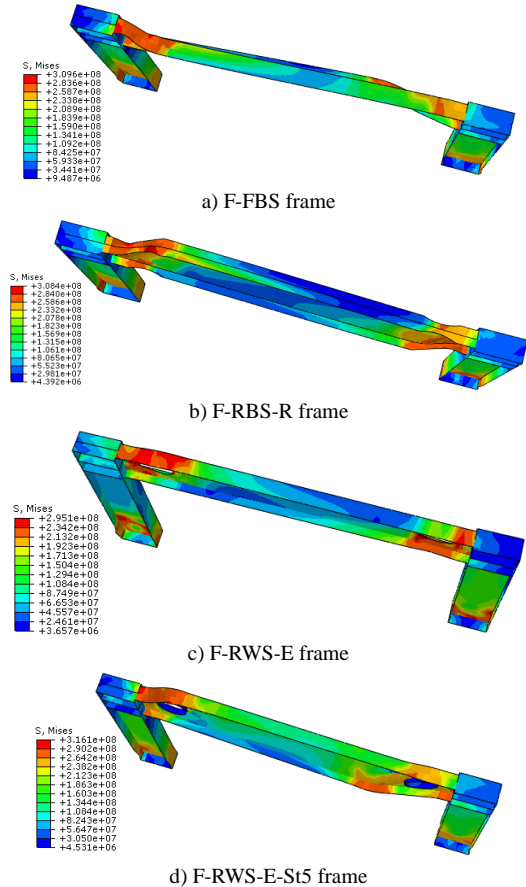 S, Mises
+3.096e+08
+2.836e+08
+2.587e+08
+2.338e+08
+2.089e+08
+1.839e+08
+1.590e+08
+1.341e+08
+1.092e+08
+8.425e+07
+5.933e+07
+3.441e+07
+9.487e+06
a) F-FBS frame
S, Mises
+3.084e+08
+2.840e+08
+2.586e+08
+2.332e+08
+2.078e+08
+1.823e+08
+1.569e+08
+1.315e+08
+1.061e+08
+8.065e+07
+5.523e+07
+2.981e+07
+4.392e+06
b) F-RBS-R frame
S, Mises
+2.951e+08
+2.342e+08
+2.132e+08
+1.923e+08
+1.713e+08
+1.504e+08
+1.294e+08
+1.084e+08
+8.749e+07
+6.653e+07
+4.557e+07
+2.461e+07
+3.657e+06
c) F-RWS-E frame
S, Mises
+3.161e+08
+2.902e+08
+2.642e+08
+2.382e+08
+2.123e+08
+1.863e+08
+1.603e+08
+1.344e+08
+1.084e+08
+8.243e+07
+5.647e+07
+3.050e+07
+4.531e+06
d) F-RWS-E-St5 frame